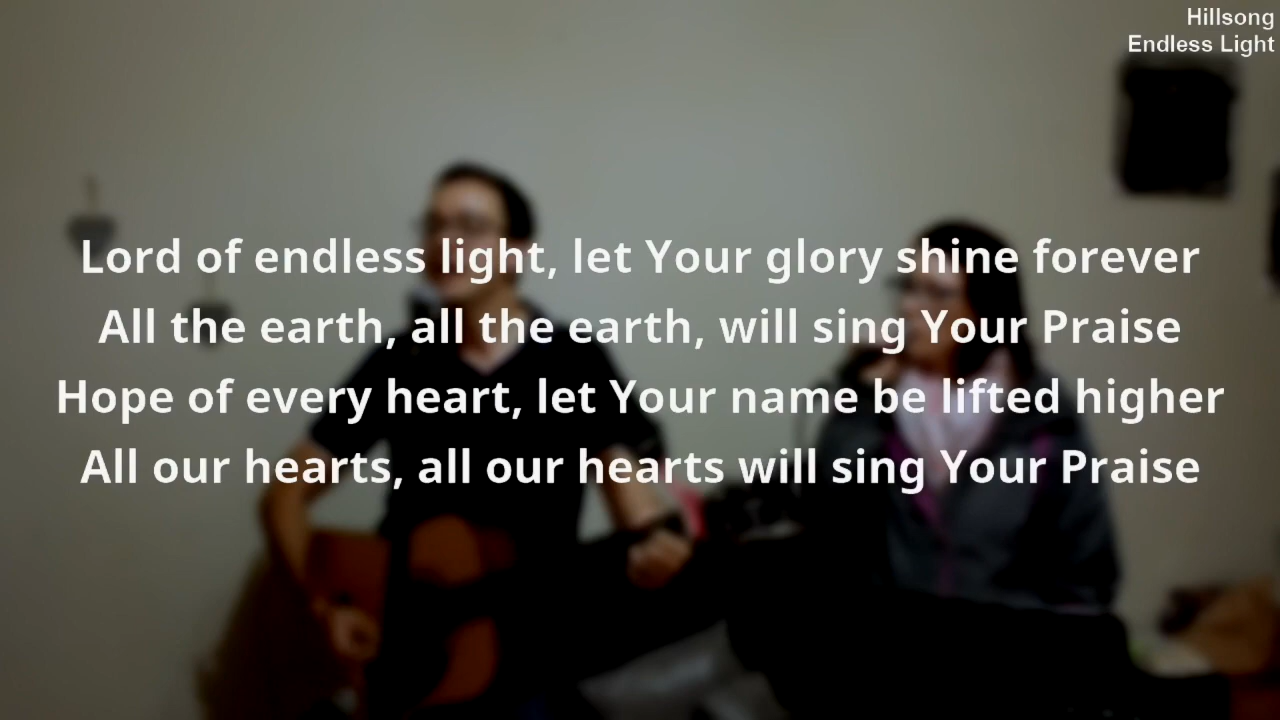 Hillsong
Endless Light
Lord of endless light, let Your glory shine forever
All the earth, all the earth, will sing Your Praise
Hope of every heart, let Your name be lifted higher
All our hearts, all our hearts will sing Your Praise